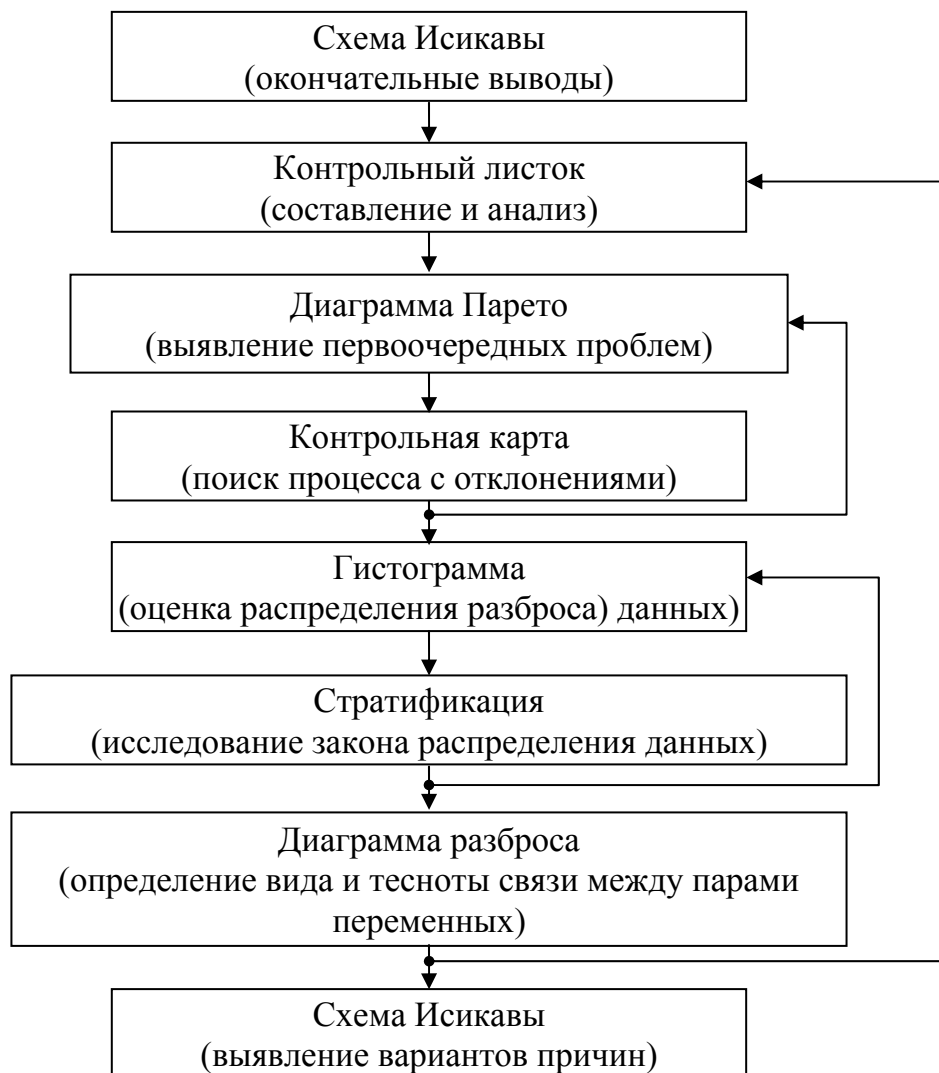 Схема Исикавы
(окончательные выводы)
Контрольный листок
(составление и анализ)
Диаграмма Парето
(выявление первоочередных проблем)
Контрольная карта
(поиск процесса с отклонениями)
Гистограмма
(оценка распределения разброса) данных)
Стратификация
(исследование закона распределения данных)
Диаграмма разброса
(определение вида и тесноты связи между парами
переменных)
Схема Исикавы
(выявление вариантов причин)